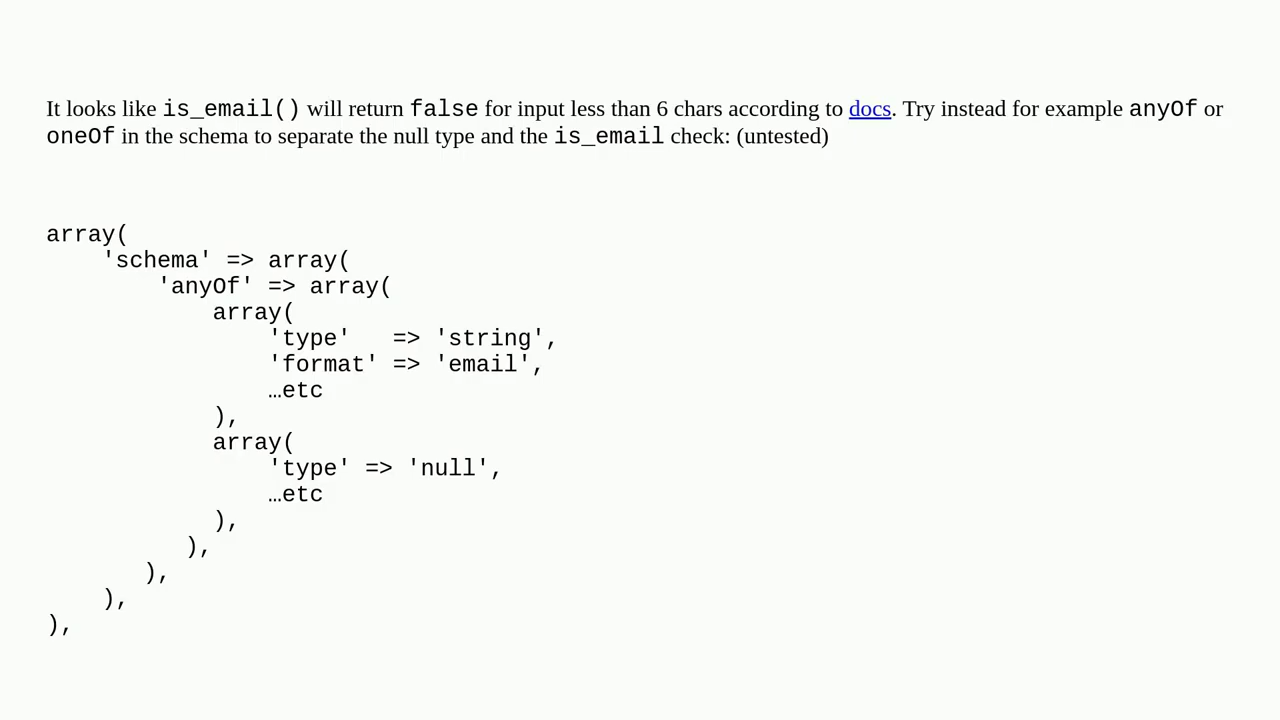 It looks like is_email() will return false for input less than 6 chars according to docs. Try instead for example anyOf or
oneOf in the schema to separate the null type and the is_email check: (untested)
array(
    'schema' => array(
        'anyOf' => array(
            array(
                'type'   => 'string',
                'format' => 'email',
                …etc
            ),
            array(
                'type' => 'null',
                …etc
            ),
          ),
       ),
    ),
),